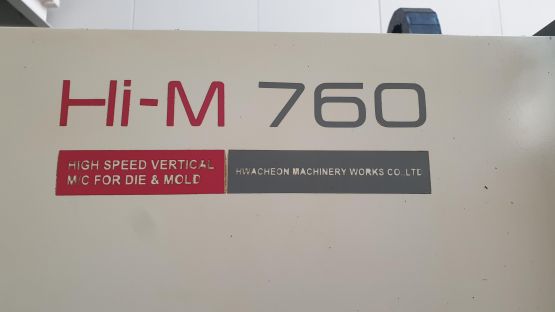 Hi-M 760
HIGH SPEED VERTICAL
M/C FOR DIE & MOLD
HWACHEON MACHINERY WORKS CO.,LTD